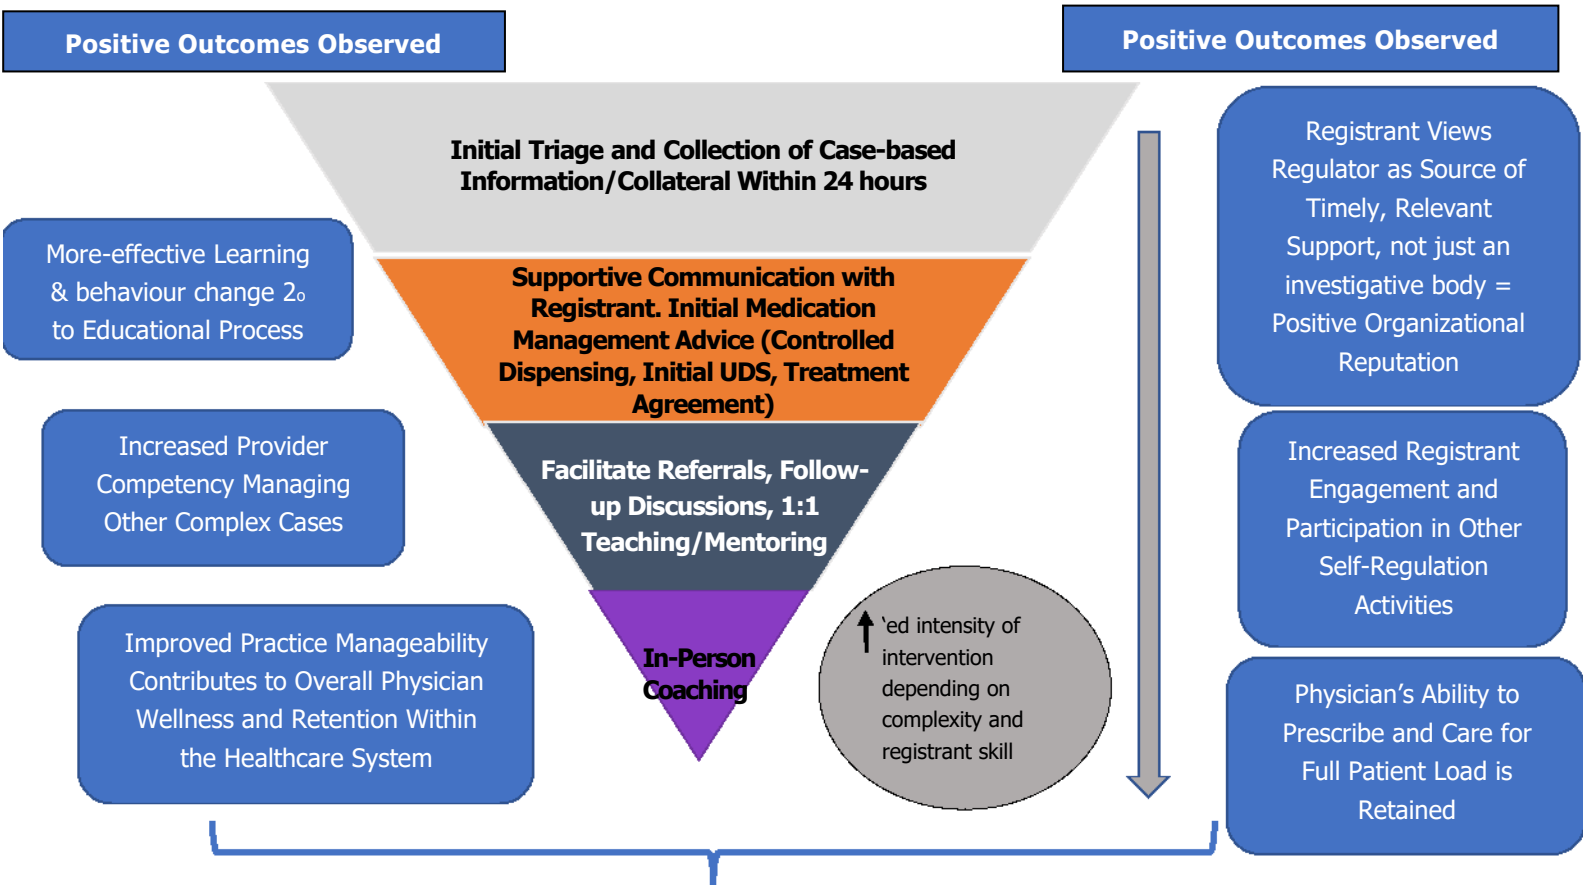 Positive Outcomes Observed
Positive Outcomes Observed
Initial Triage and Collection of Case-based
Information/Collateral Within 24 hours
Supportive Communication with
Registrant. Initial Medication
Management Advice (Controlled
Dispensing, Initial UDS, Treatment
Agreement)
Facilitate Referrals, Follow-
up Discussions, 1:1
Teaching/Mentoring
In-Person
Coaching
More-effective Learning
& behaviour change 2o
to Educational Process
Increased Provider
Competency Managing
Other Complex Cases
Improved Practice Manageability
Contributes to Overall Physician
Wellness and Retention Within
the Healthcare System
‘ed intensity of
intervention
depending on
complexity and
registrant skill
Registrant Views
Regulator as Source of
Timely, Relevant
Support, not just an
investigative body =
Positive Organizational
Reputation
Increased Registrant
Engagement and
Participation in Other
Self-Regulation
Activities
Physician’s Ability to
Prescribe and Care for
Full Patient Load is
Retained